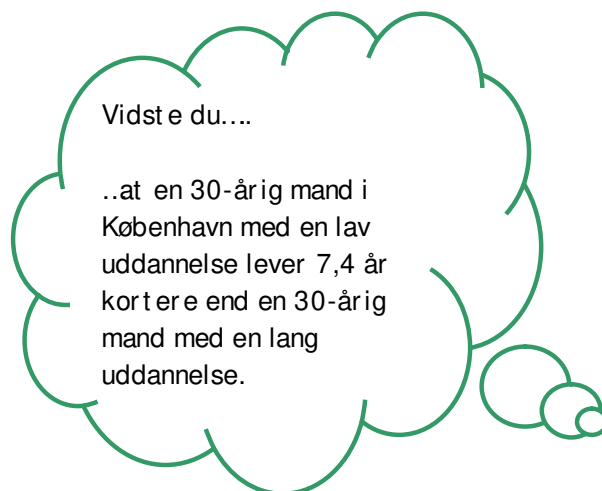 Vidste du....
..at en 30-årig mand i
København med en lav
uddannelse lever 7,4 år
kortere end en 30-årig
mand med en lang
uddannelse.